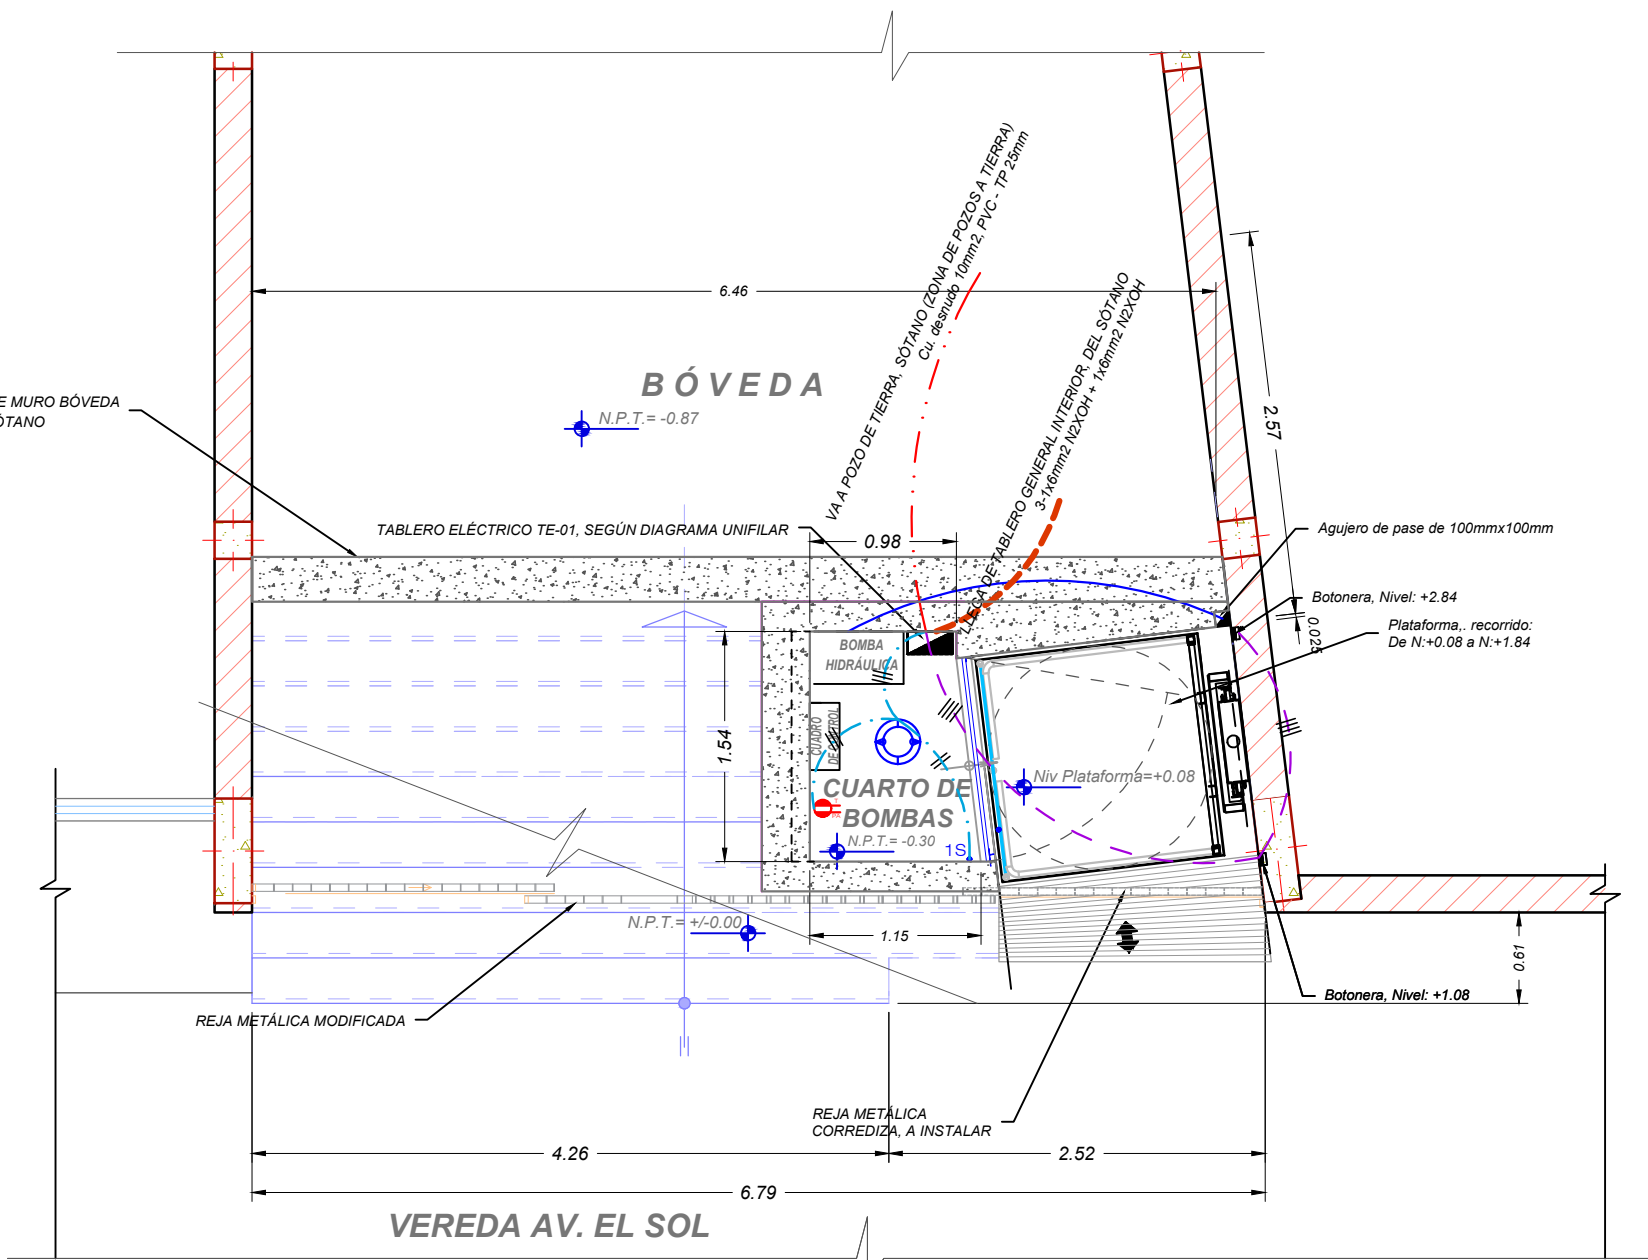 VA A POZO DE TIERRA, SÓTANO (ZONA DE POZOS A TIERRA)
Cu. desnudo 10mm2, PVC - TP 25mm
LLEGA DE TABLERO GENERAL INTERIOR, DEL SÓTANO
3-1x6mm2 N2XOH + 1x6mm2 N2XOH
6.46
BÓVEDA
N.P.T.= -0.87
E MURO BÓVEDA
ÓTANO
2.57
TABLERO ELÉCTRICO TE-01, SEGÚN DIAGRAMA UNIFILAR
0.98
Agujero de pase de 100mmx100mm
Botonera, Nivel: +2.84
0.025
Plataforma,. recorrido:
De N:+0.08 a N:+1.84
BOMBA
HIDRÁULICA
1.54
CUADRO
DE CONTROL
Niv Plataforma=+0.08
CUARTO DE
BOMBAS
N.P.T.= -0.30
1S
N.P.T.= +/-0.00
1.15
0.61
Botonera, Nivel: +1.08
REJA METÁLICA MODIFICADA
REJA METÁLICA
CORREDIZA, A INSTALAR
4.26
2.52
6.79
VEREDA AV. EL SOL